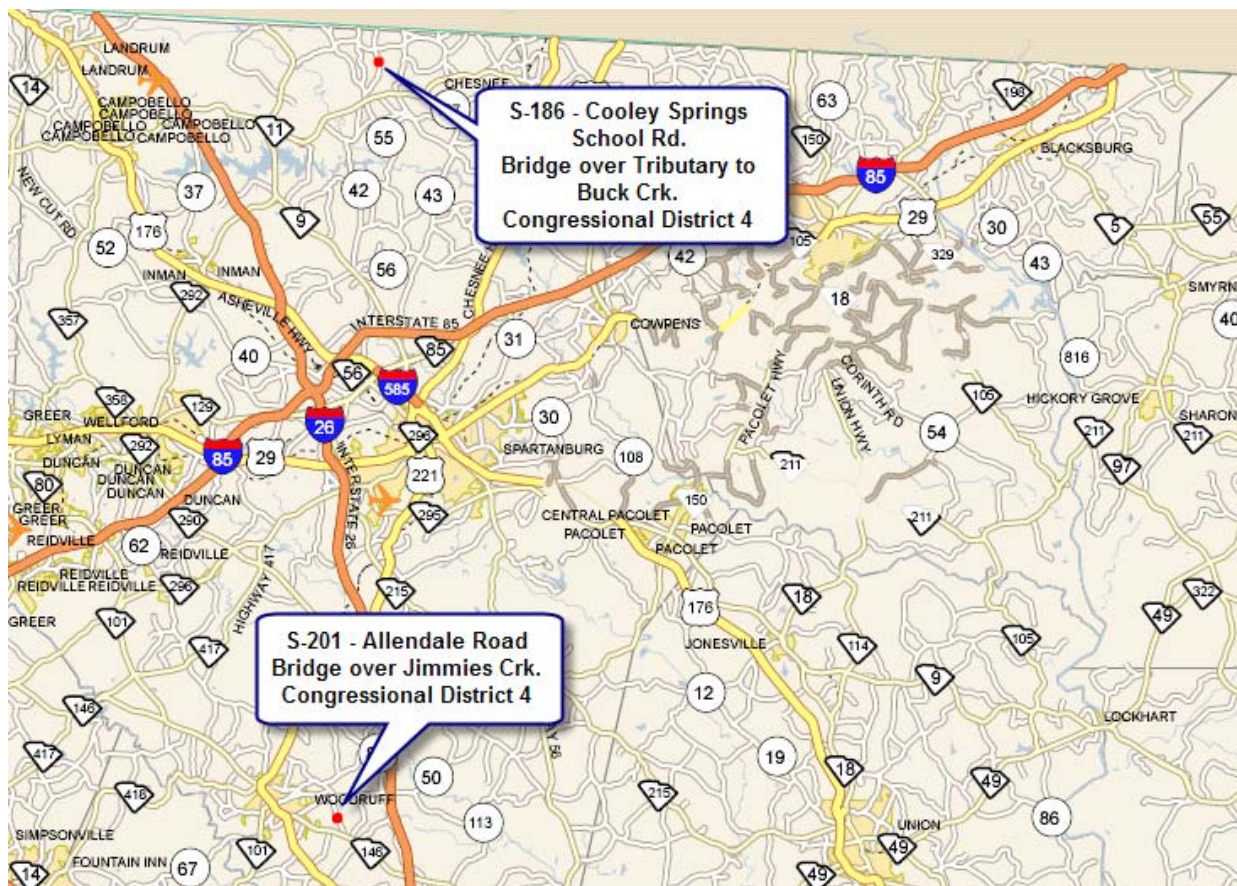 LANDRUM
LANDRUM
14
CAMPOBELLO
CAMPOBELLO
CAMPOBELLO
CAMPOBELLO
CAMPOBELLO
CAMPOBELLO
11
55
CHESNEE
S-186 - Cooley Springs
School Rd.
Bridge over Tributary to
Buck Crk.
Congressional District 4
63
198
150
BLACKSBURG
85
NEW CUT RD
37
42
43
9
176
52
29
30
5
55
105
329
42
43
INMAN
INMAN
56
292
ASHEVILLE HWY
CHESNEE
18
SMYRN
357
INTERSTATE 85
COWPENS
40
40
31
85
56
585
816
PACOLET HWY
UNION HWY
CORINTH RD
105
HICKORY GROVE
358
129
GREER
WELLFORD
26
30
SHARON
LYMAN
292
296
SPARTANBURG
54
211
211
DUNCAN
DUNCAN
DUNCAN
DUNCAN
85
29
INTERSTATE 26
221
108
211
97
80
DUNCAN
150
GREER
GREER
290
295
CENTRAL PACOLET
PACOLET
PACOLET
PACOLET
211
REIDVILLE
62
REIDVILLE
REIDVILLE
REIDVILLE
REIDVILLE
296
HIGHWAY 417
215
176
18
49
322
GREER
101
417
S-201 - Allendale Road
Bridge over Jimmies Crk.
Congressional District 4
JONESVILLE
114
105
12
9
146
LOCKHART
417
56
19
18
50
49
418
WOODRUFF
215
113
86
SIMPSONVILLE
UNION
FOUNTAIN INN
67
101
146
49
14
49